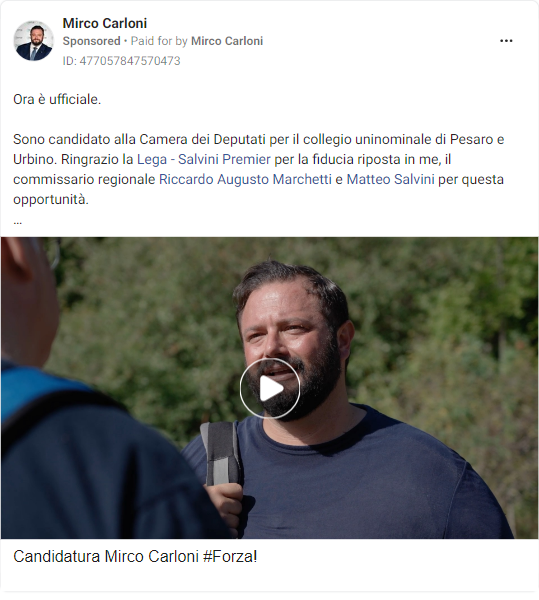 Mirco Carloni
Sponsored • Paid for by Mirco Carloni
ID: 477057847570473
Ora è ufficiale.
Sono candidato alla Camera dei Deputati per il collegio uninominale di Pesaro e
Urbino. Ringrazio la Lega - Salvini Premier per la fiducia riposta in me, il
commissario regionale Riccardo Augusto Marchetti e Matteo Salvini per questa
opportunità.
...
Candidatura Mirco Carloni #Forza!